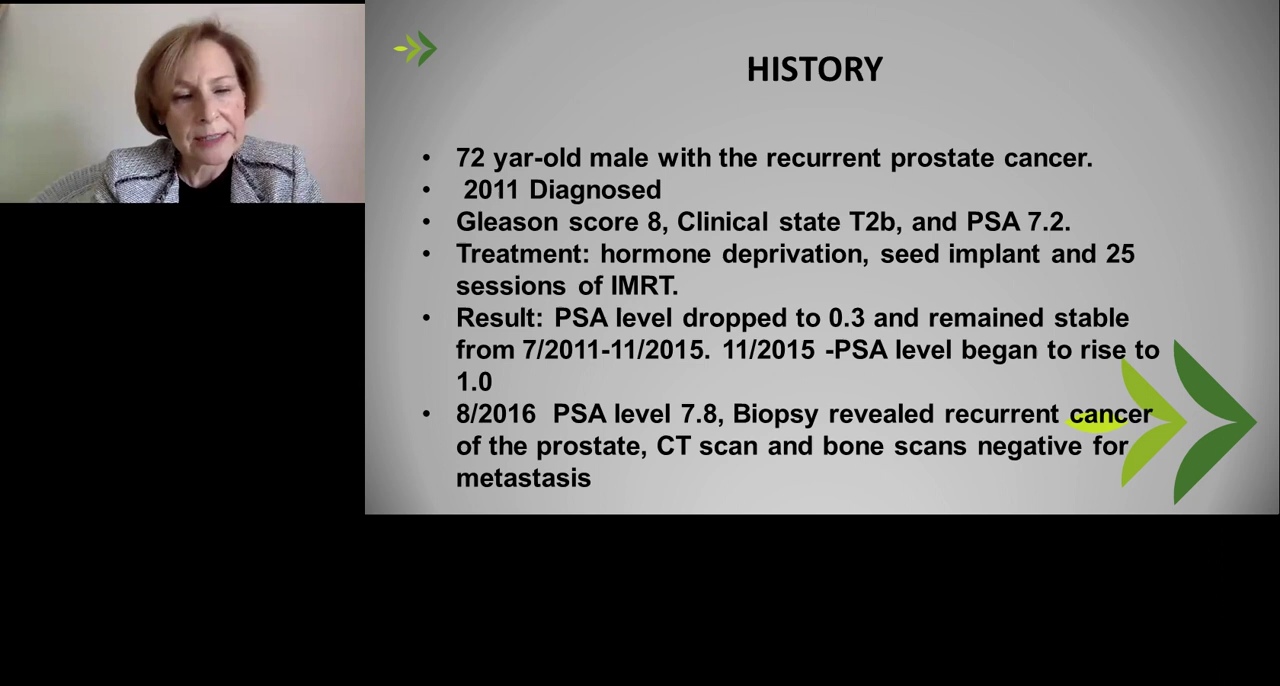 HISTORY
• 72 yar-old male with the recurrent prostate cancer.
• 2011 Diagnosed
• Gleason score 8, Clinical state T2b, and PSA 7.2.
• Treatment: hormone deprivation, seed implant and 25
sessions of IMRT.
• Result: PSA level dropped to 0.3 and remained stable
from 7/2011-11/2015. 11/2015 -PSA level began to rise to
1.0
• 8/2016 PSA level 7.8, Biopsy revealed recurrent cancer
of the prostate, CT scan and bone scans negative for
metastasis